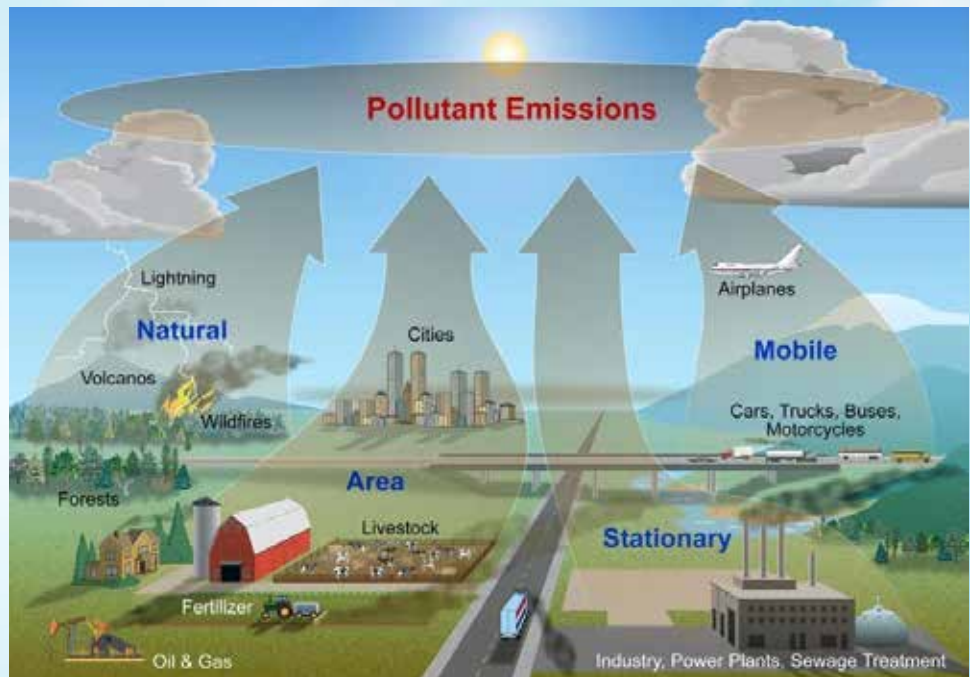 Pollutant Emissions
Lightning
Natural
Volcanos
Wildfires
Forests
Cities
Area
Livestock
Fertilizer
Oil & Gas
Airplanes
Mobile
Cars, Trucks, Buses,
Motorcycles
Stationary
Industry, Power Plants, Sewage Treatment